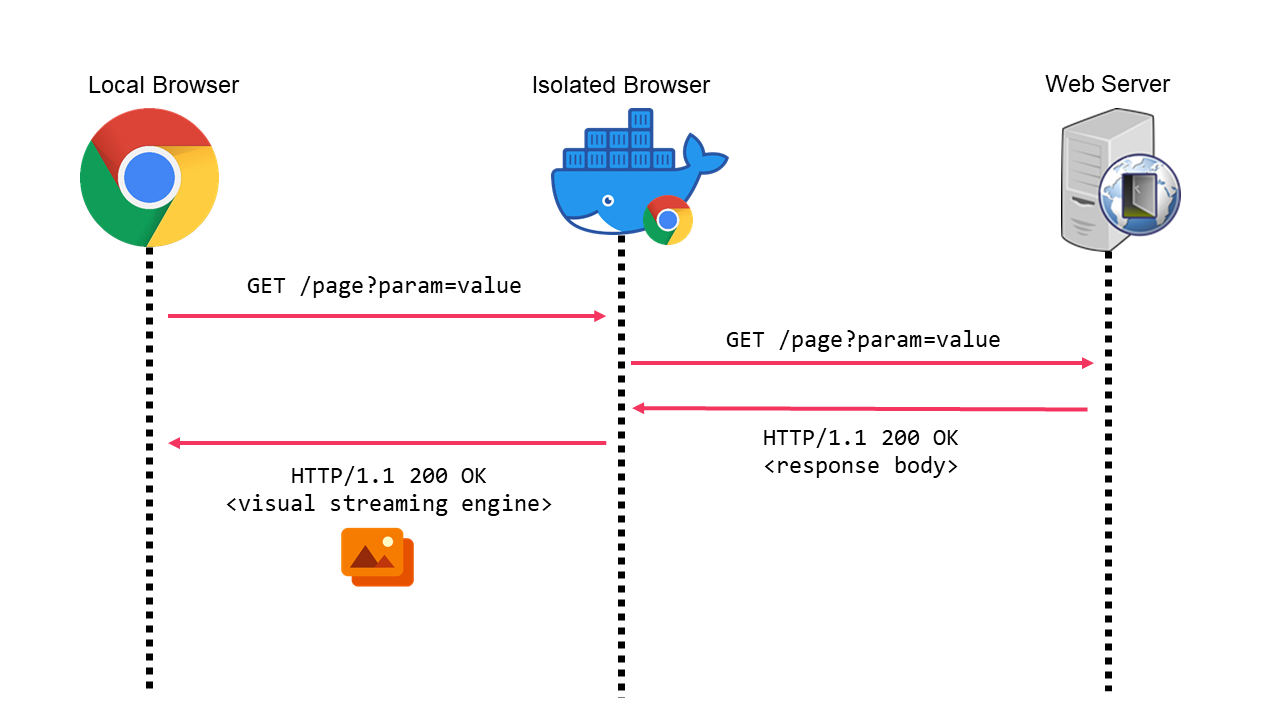 Local Browser
Isolated Browser
Web Server
GET /page?param=value
GET /page?param=value
HTTP/1.1 200 OK
<response body>
HTTP/1.1 200 OK
<visual streaming engine>